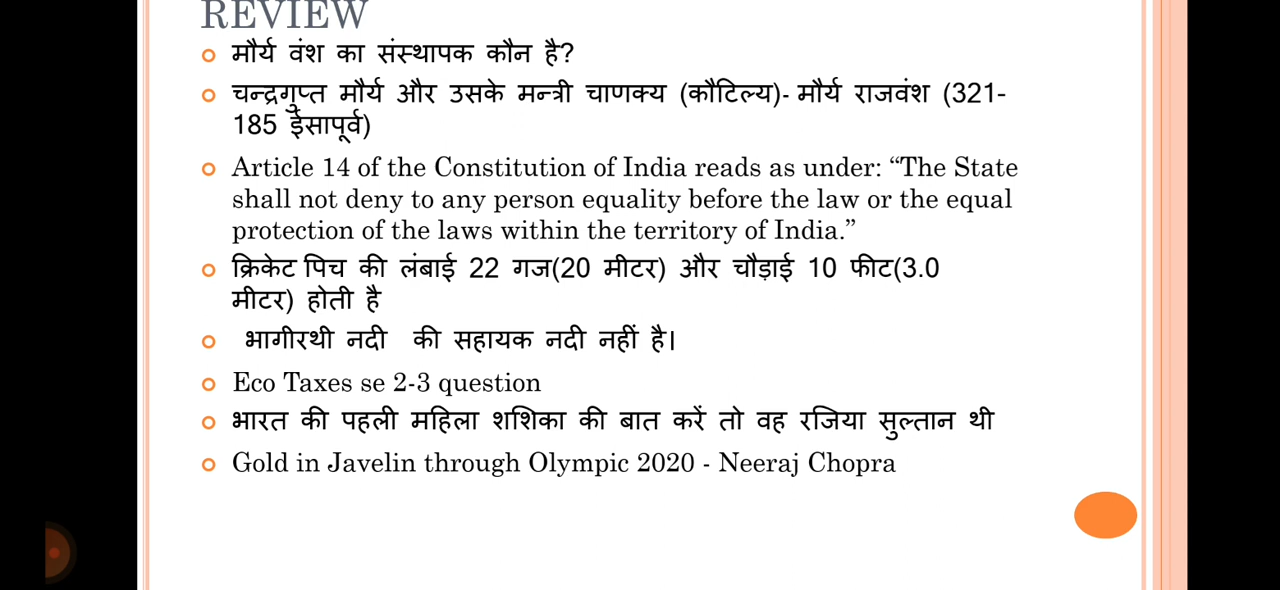 REVIEW
मौर्य वंश का संस्थापक कौन है?
चन्द्रगुप्त मौर्य और उसके मन्त्री चाणक्य (कौटिल्य)- मौर्य राजवंश (321-
185 ईसापूर्व)
Article 14 of the Constitution of India reads as under: “The State
shall not deny to any person equality before the law or the equal
protection of the laws within the territory of India.”
क्रिकेट पिच की लंबाई 22 गज(20 मीटर) और चौड़ाई 10 फीट(3.0
मीटर) होती है
भागीरथी नदी की सहायक नदी नहीं है।
Eco Taxes se 2-3 question
भारत की पहली महिला शशिका की बात करें तो वह रजिया सुल्तान थी
Gold in Javelin through Olympic 2020 - Neeraj Chopra